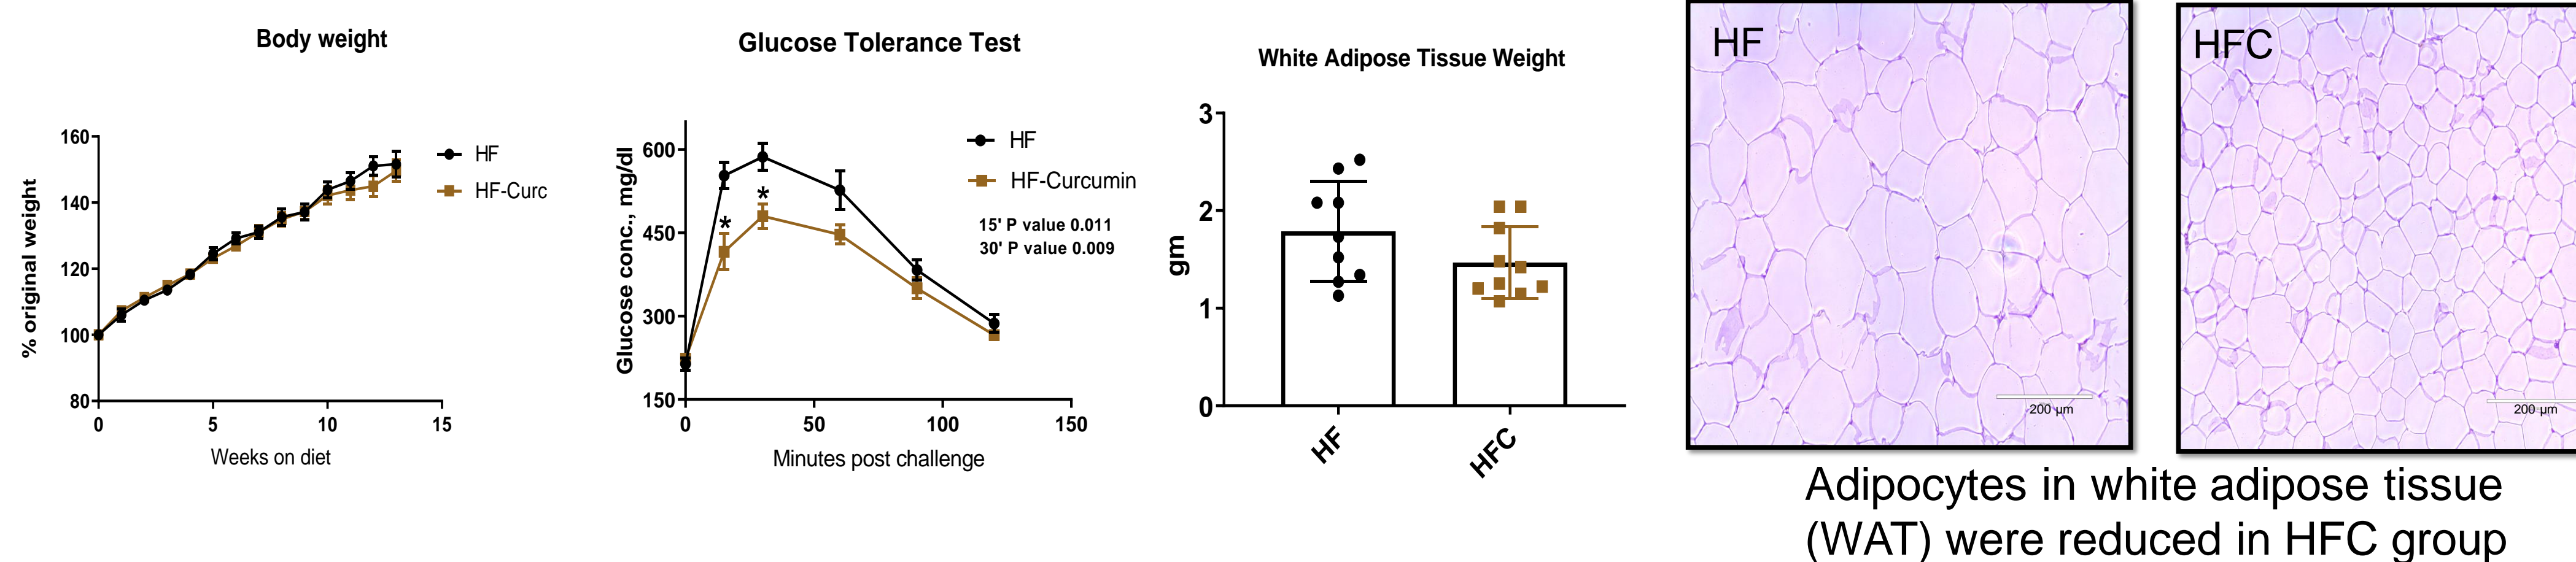 Body weight
% original weight
160
140
120
100
80
0 5 10 15
Weeks on diet
HF
HF-Curc
Glucose Tolerance Test
Glucose conc., mg/dl
600
450
300
150
0 50 100 150
Minutes post challenge
*
*
HF
HF-Curcumin
15' P value 0.011
30' P value 0.009
White Adipose Tissue Weight
gm
3
2
1
0
HF
HFC
HF
200 µm
HFC
200 µm
Adipocytes in white adipose tissue
(WAT) were reduced in HFC group